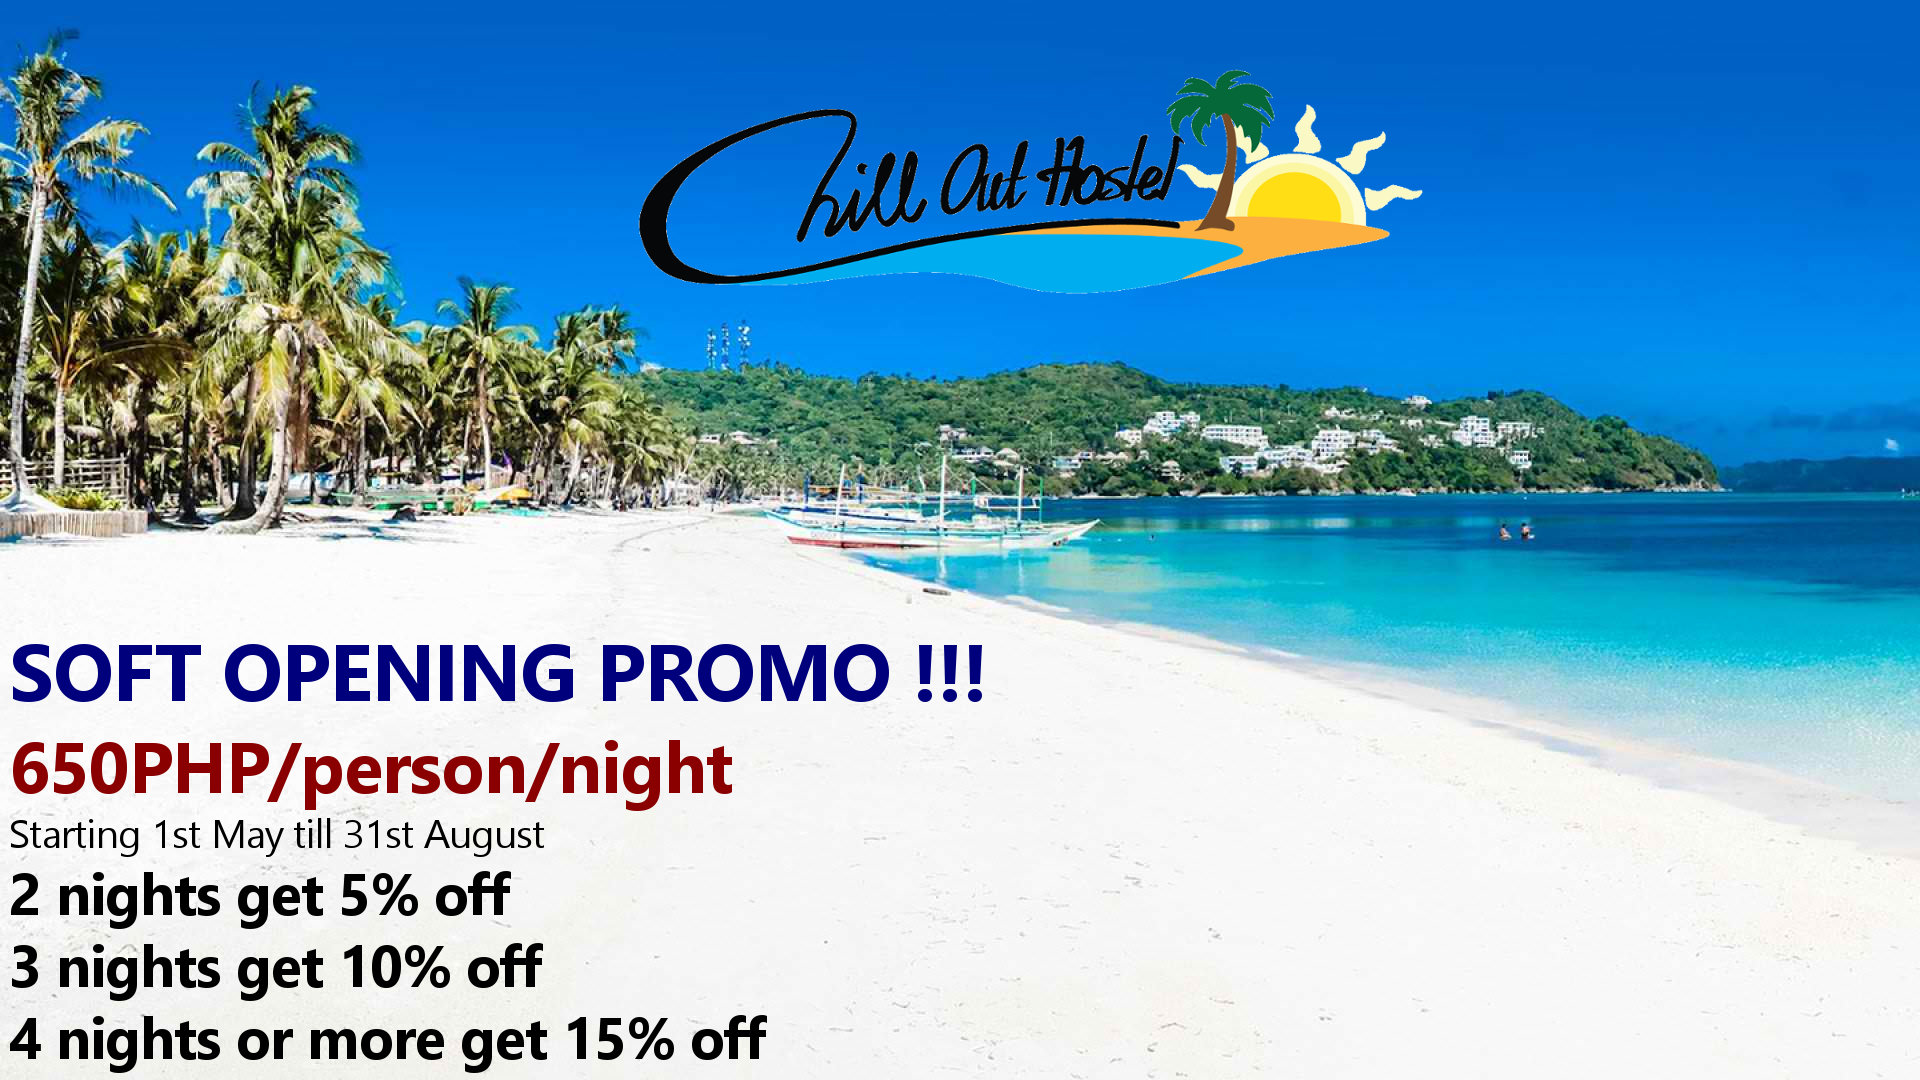 Chill Out Hostel
SOFT OPENING PROMO !!!
650PHP/person/night
Starting 1st May till 31st August
2 nights get 5% off
3 nights get 10% off
4 nights or more get 15% off